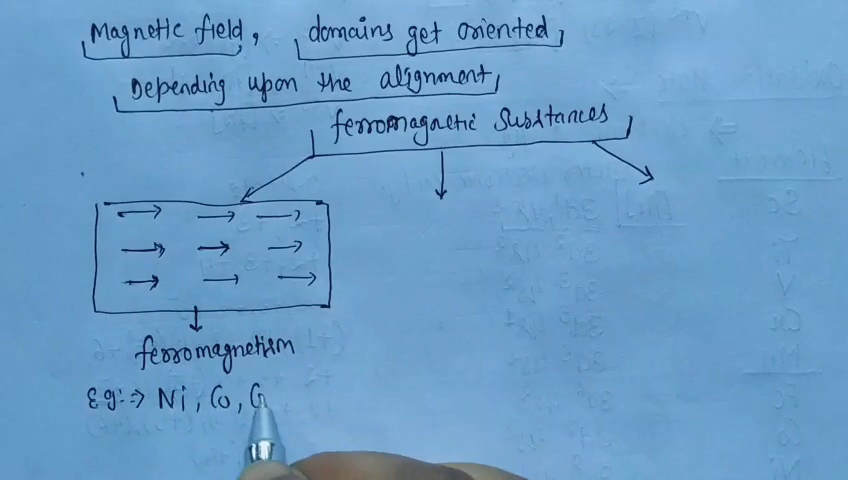 Magnetic field, domains get oriented
Depending upon the alignment
ferromagnetic substances
ferromagnetism
Eg:⇒ Ni, Co, C